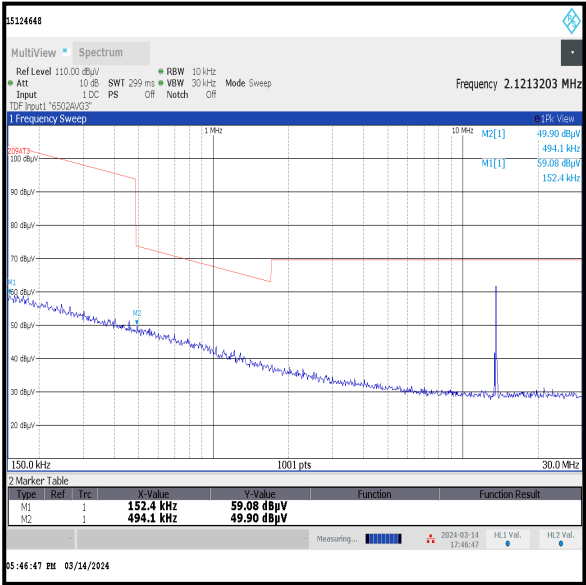 15124648
MultiView Spectrum
Ref Level 110.00 dBµV RBW 10 kHz
Att 10 dB SWT 299 ms VBW 30 kHz Mode Sweep
Input 1 DC PS Off Notch Off Frequency 2.1213203 MHz
TDF Input1 "6502AVG3"
1 Frequency Sweep 1Pk View
1 MHz 10 MHz
M2[1] 49.90 dBµV
494.1 kHz
M1[1] 59.08 dBµV
152.4 kHz
209AT3
100 dBµV
90 dBµV
80 dBµV
70 dBµV
M1
60 dBµV
M2
50 dBµV
40 dBµV
30 dBµV
20 dBµV
150.0 kHz 1001 pts 30.0 MHz
2 Marker Table
Type Ref Trc X-Value Y-Value Function Function Result
M1 1 152.4 kHz 59.08 dBµV
M2 1 494.1 kHz 49.90 dBµV
Measuring... 2024-03-14 HL1 Val. HL2 Val.
17:46:47
05:46:47 PM 03/14/2024